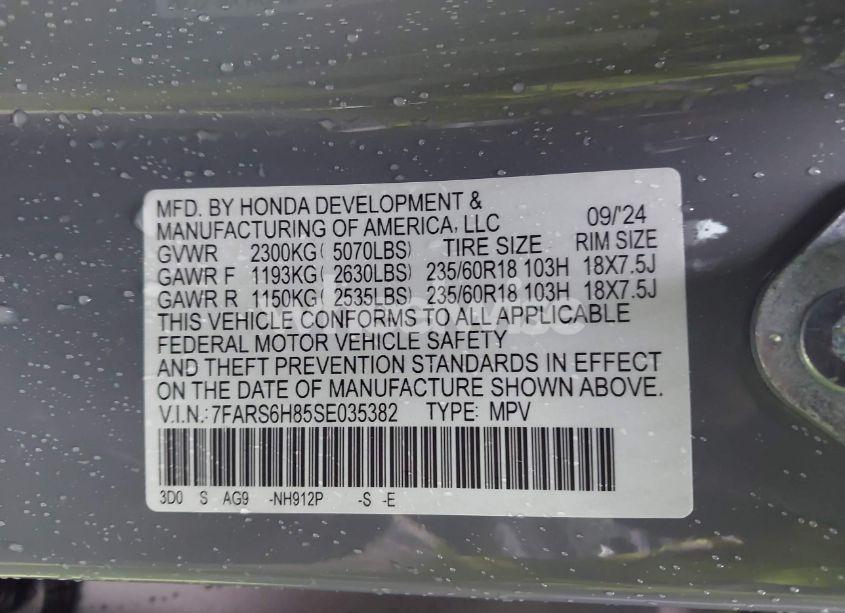 MFD. BY HONDA DEVELOPMENT &
MANUFACTURING OF AMERICA, LLC 09/'24
GVWR 2300KG( 5070LBS) TIRE SIZE RIM SIZE
GAWR F 1193KG( 2630LBS) 235/60R18 103H 18X7.5J
GAWR R 1150KG( 2535LBS) 235/60R18 103H 18X7.5J
THIS VEHICLE CONFORMS TO ALL APPLICABLE
FEDERAL MOTOR VEHICLE SAFETY
AND THEFT PREVENTION STANDARDS IN EFFECT
ON THE DATE OF MANUFACTURE SHOWN ABOVE.
V.I.N.:7FARS6H85SE035382 TYPE: MPV
3D0 S AG9 -NH912P -S -E